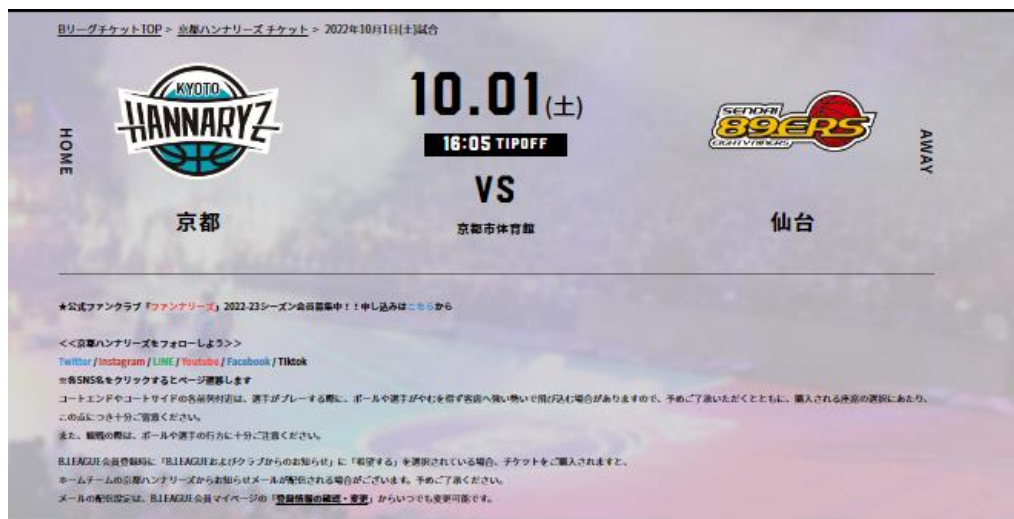 BリーグチケットTOP > 京都ハンナリーズ チケット > 2022年10月1日(土)試合
HOME
KYOTO
HANNARYZ
京都
10.01(土)
16:05 TIPOFF
VS
京都市体育館
SENDAI
89ERS
EIGHTYNINERS
仙台
AWAY
★公式ファンクラブ『ファンナリーズ』2022-23シーズン会員募集中!!申し込みはこちらから
<<京都ハンナリーズをフォローしよう>>
Twitter / Instagram / LINE / Youtube / Facebook / Tiktok
※各SNS名をクリックするとページ遷移します
コートエンドやコートサイドの各前列付近は、選手がプレーする際に、ボールや選手がやむを得ず客席へ強い勢いで飛び込む場合がありますので、予めご了承いただくとともに、購入される座席の選択にあたり、
この点につき十分ご留意ください。
また、観戦の際は、ボールや選手の行方に十分ご注意ください。
B.LEAGUE会員登録時に「B.LEAGUEおよびクラブからのお知らせ」に「希望する」を選択されている場合、チケットをご購入されますと、
ホームチームの京都ハンナリーズからお知らせメールが配信される場合がございます。予めご了承ください。
メールの配信設定は、B.LEAGUE会員マイページの「登録情報の確認・変更」からいつでも変更可能です。